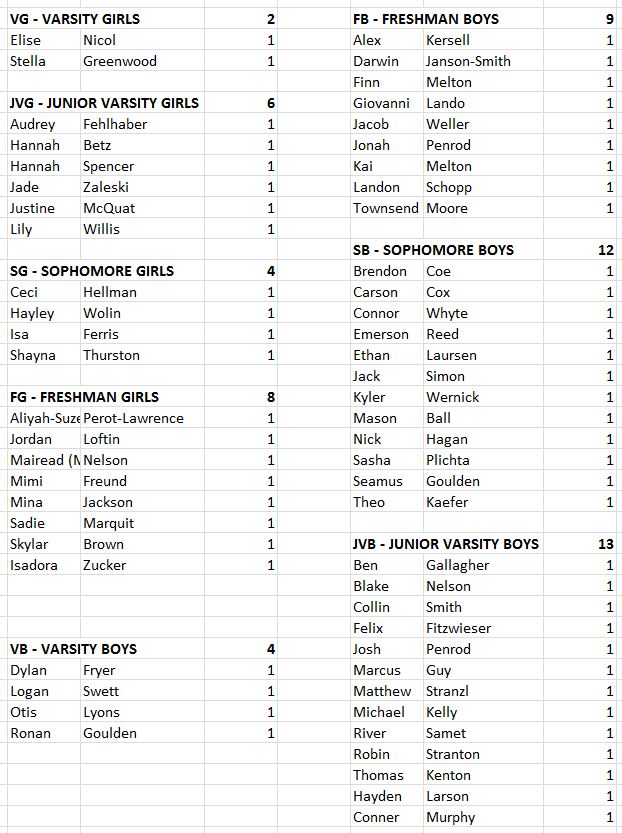 VG - VARSITY GIRLS 2
Elise Nicol 1
Stella Greenwood 1
JVG - JUNIOR VARSITY GIRLS 6
Audrey Fehlhaber 1
Hannah Betz 1
Hannah Spencer 1
Jade Zaleski 1
Justine McQuat 1
Lily Willis 1
SG - SOPHOMORE GIRLS 4
Ceci Hellman 1
Hayley Wolin 1
Isa Ferris 1
Shayna Thurston 1
FG - FRESHMAN GIRLS 8
Aliyah-Suze Perot-Lawrence 1
Jordan Loftin 1
Mairead (M Nelson 1
Mimi Freund 1
Mina Jackson 1
Sadie Marquit 1
Skylar Brown 1
Isadora Zucker 1
VB - VARSITY BOYS 4
Dylan Fryer 1
Logan Swett 1
Otis Lyons 1
Ronan Goulden 1
FB - FRESHMAN BOYS 9
Alex Kersell 1
Darwin Janson-Smith 1
Finn Melton 1
Giovanni Lando 1
Jacob Weller 1
Jonah Penrod 1
Kai Melton 1
Landon Schopp 1
Townsend Moore 1
SB - SOPHOMORE BOYS 12
Brendon Coe 1
Carson Cox 1
Connor Whyte 1
Emerson Reed 1
Ethan Laursen 1
Jack Simon 1
Kyler Wernick 1
Mason Ball 1
Nick Hagan 1
Sasha Plichta 1
Seamus Goulden 1
Theo Kaefer 1
JVB - JUNIOR VARSITY BOYS 13
Ben Gallagher 1
Blake Nelson 1
Collin Smith 1
Felix Fitzwieser 1
Josh Penrod 1
Marcus Guy 1
Matthew Stranzl 1
Michael Kelly 1
River Samet 1
Robin Stranton 1
Thomas Kenton 1
Hayden Larson 1
Conner Murphy 1